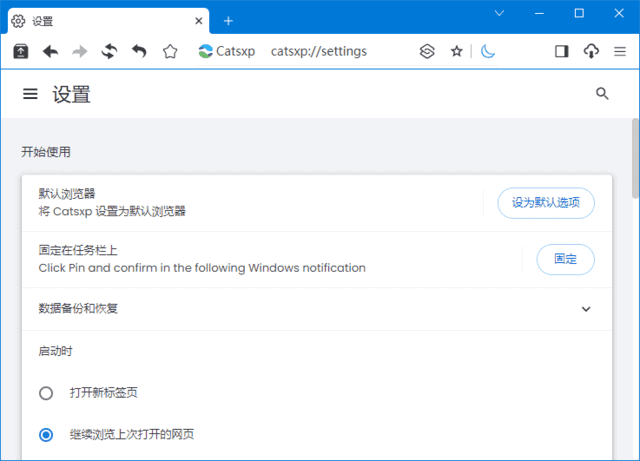 设置
Catsxp catsxp://settings
设置
开始使用
默认浏览器
将 Catsxp 设置为默认浏览器
设为默认选项
固定在任务栏上
Click Pin and confirm in the following Windows notification
固定
数据备份和恢复
启动时
打开新标签页
继续浏览上次打开的网页